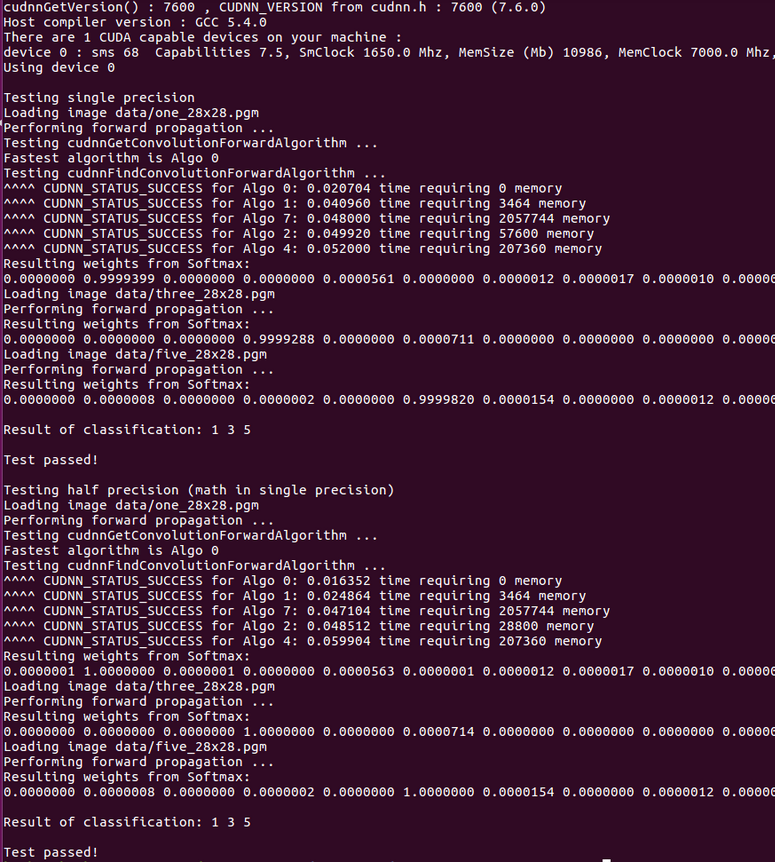 cudnnGetVersion() : 7600 , CUDNN_VERSION from cudnn.h : 7600 (7.6.0)
Host compiler version : GCC 5.4.0
There are 1 CUDA capable devices on your machine :
device 0 : sms 68  Capabilities 7.5, SmClock 1650.0 Mhz, MemSize (Mb) 10986, MemClock 7000.0 Mhz,
Using device 0

Testing single precision
Loading image data/one_28x28.pgm
Performing forward propagation ...
Testing cudnnGetConvolutionForwardAlgorithm ...
Fastest algorithm is Algo 0
Testing cudnnFindConvolutionForwardAlgorithm ...
^^^^ CUDNN_STATUS_SUCCESS for Algo 0: 0.020704 time requiring 0 memory
^^^^ CUDNN_STATUS_SUCCESS for Algo 1: 0.040960 time requiring 3464 memory
^^^^ CUDNN_STATUS_SUCCESS for Algo 7: 0.048000 time requiring 2057744 memory
^^^^ CUDNN_STATUS_SUCCESS for Algo 2: 0.049920 time requiring 57600 memory
^^^^ CUDNN_STATUS_SUCCESS for Algo 4: 0.052000 time requiring 207360 memory
Resulting weights from Softmax:
0.0000000 0.9999399 0.0000000 0.0000000 0.0000561 0.0000000 0.0000012 0.0000017 0.0000010 0.0000
Loading image data/three_28x28.pgm
Performing forward propagation ...
Resulting weights from Softmax:
0.0000000 0.0000000 0.0000000 0.9999288 0.0000000 0.0000711 0.0000000 0.0000000 0.0000000 0.0000
Loading image data/five_28x28.pgm
Performing forward propagation ...
Resulting weights from Softmax:
0.0000000 0.0000008 0.0000000 0.0000002 0.0000000 0.9999820 0.0000154 0.0000000 0.0000012 0.0000

Result of classification: 1 3 5

Test passed!

Testing half precision (math in single precision)
Loading image data/one_28x28.pgm
Performing forward propagation ...
Testing cudnnGetConvolutionForwardAlgorithm ...
Fastest algorithm is Algo 0
Testing cudnnFindConvolutionForwardAlgorithm ...
^^^^ CUDNN_STATUS_SUCCESS for Algo 0: 0.016352 time requiring 0 memory
^^^^ CUDNN_STATUS_SUCCESS for Algo 1: 0.024864 time requiring 3464 memory
^^^^ CUDNN_STATUS_SUCCESS for Algo 7: 0.047104 time requiring 2057744 memory
^^^^ CUDNN_STATUS_SUCCESS for Algo 2: 0.048512 time requiring 28800 memory
^^^^ CUDNN_STATUS_SUCCESS for Algo 4: 0.059904 time requiring 207360 memory
Resulting weights from Softmax:
0.0000001 1.0000000 0.0000001 0.0000000 0.0000563 0.0000001 0.0000012 0.0000017 0.0000010 0.0000
Loading image data/three_28x28.pgm
Performing forward propagation ...
Resulting weights from Softmax:
0.0000000 0.0000000 0.0000000 1.0000000 0.0000000 0.0000714 0.0000000 0.0000000 0.0000000 0.0000
Loading image data/five_28x28.pgm
Performing forward propagation ...
Resulting weights from Softmax:
0.0000000 0.0000008 0.0000000 0.0000002 0.0000000 1.0000000 0.0000154 0.0000000 0.0000012 0.0000

Result of classification: 1 3 5

Test passed!